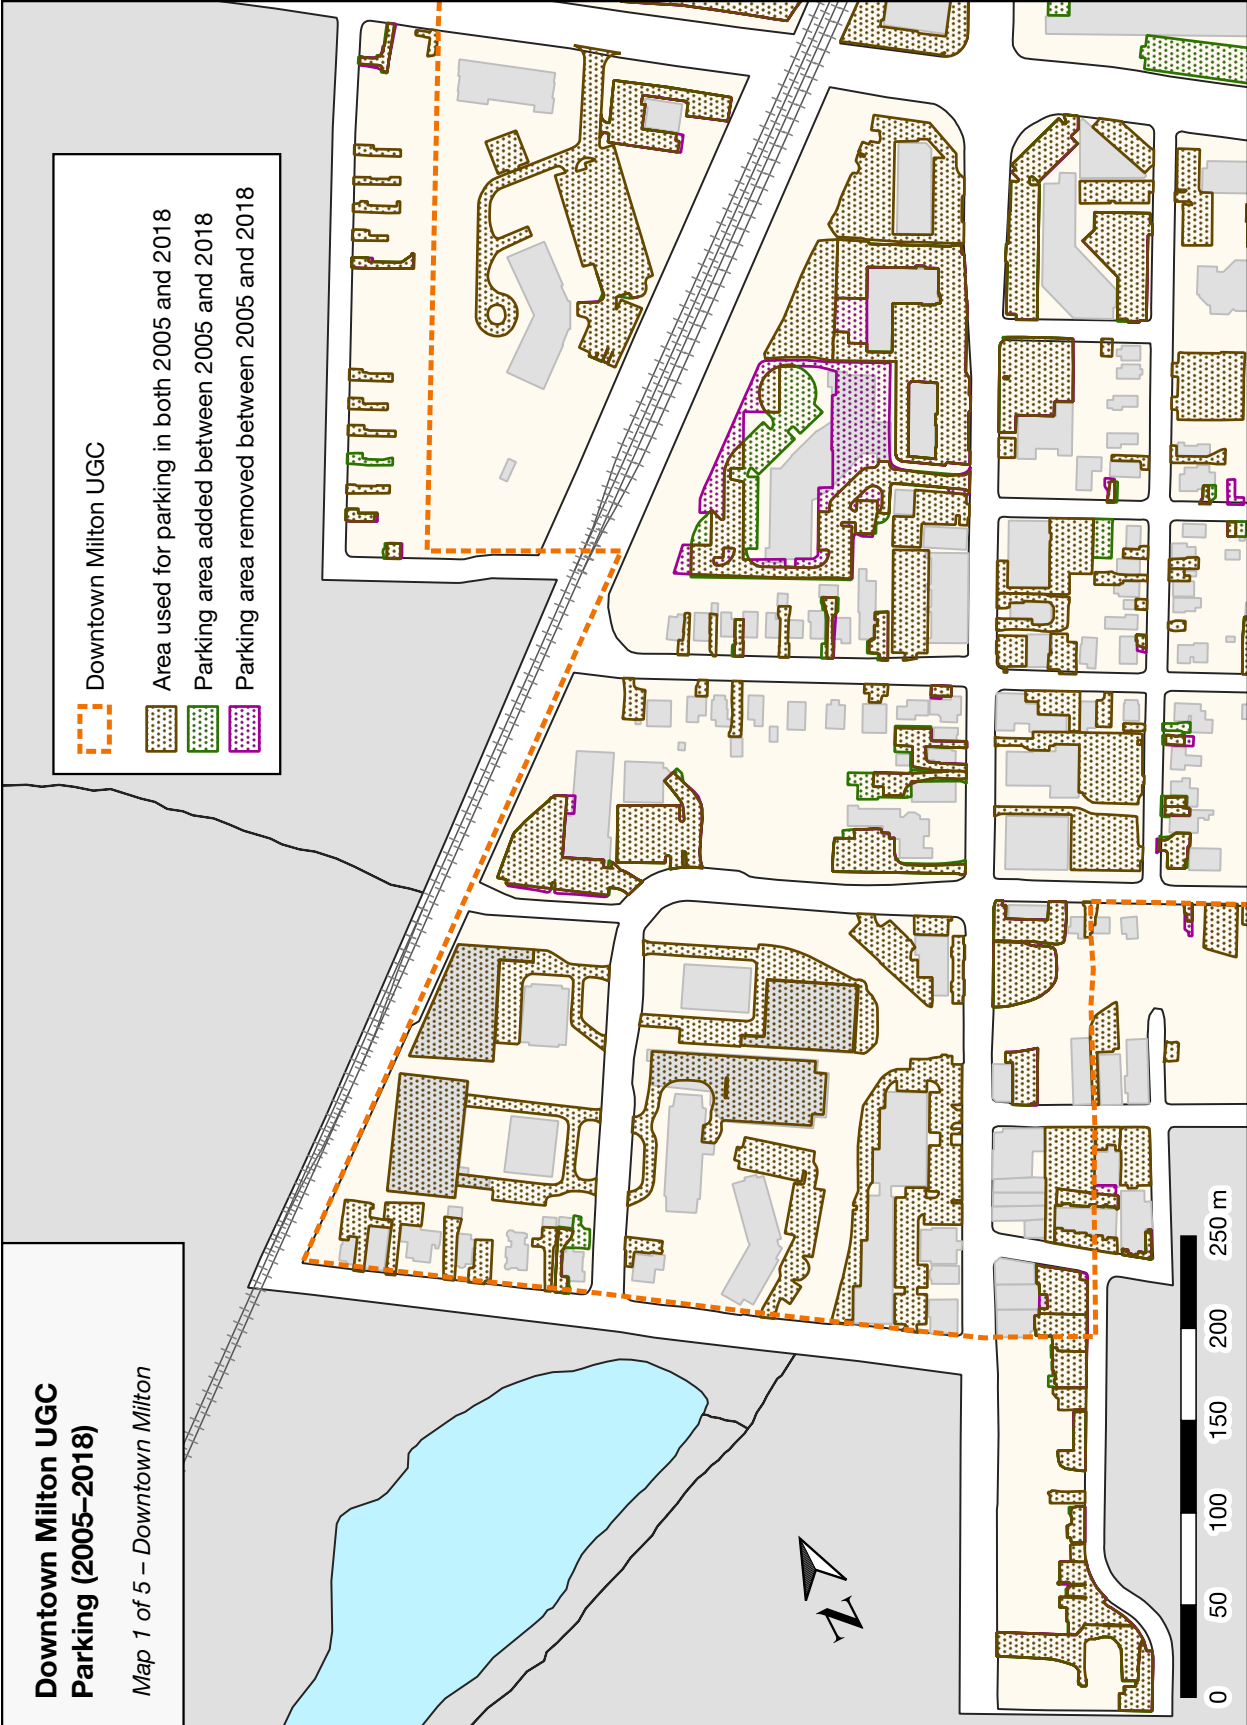 Downtown Milton UGC
Parking (2005–2018)
Map 1 of 5 – Downtown Milton
Downtown Milton UGC
Area used for parking in both 2005 and 2018
Parking area added between 2005 and 2018
Parking area removed between 2005 and 2018
N
0 50 100 150 200 250 m